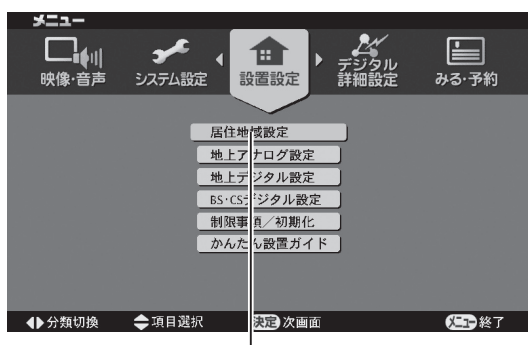 メニュー
映像・音声
システム設定
設置設定
デジタル
詳細設定
みる・予約
居住地域設定
地上アナログ設定
地上デジタル設定
BS・CSデジタル設定
制限事項／初期化
かんたん設置ガイド
分類切換 項目選択 決定 次画面 メニュー 終了